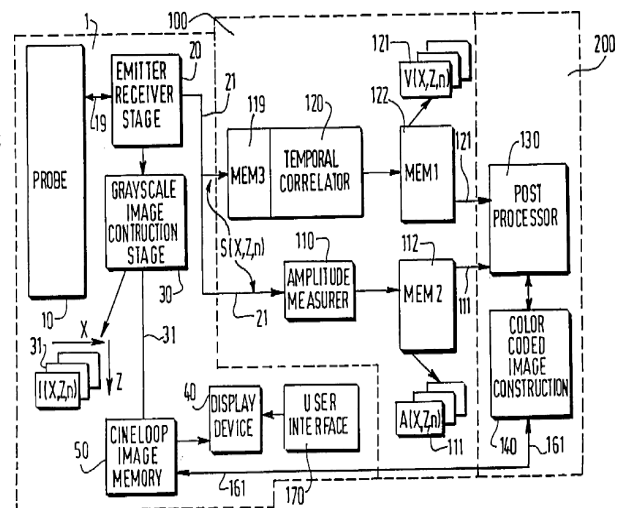 1
100
20
EMITTER
RECEIVER
STAGE
21
19
PROBE
10
GRAYSCALE
IMAGE
CONTRUCTION
STAGE
30
S(X,Z,n)
119
120
MEM3
TEMPORAL
CORRELATOR
121
V(X,Z,n)
122
MEM1
121
200
130
POST
PROCESSOR
110
AMPLITUDE
MEASURER
21
112
MEM2
111
COLOR
CODED IMAGE
CONSTRUCTION
140
161
A(X,Z,n)
111
X
Z
31
I(X,Z,n)
31
50
CINELOOP
IMAGE
MEMORY
40
DISPLAY
DEVICE
USER
INTERFACE
170
161